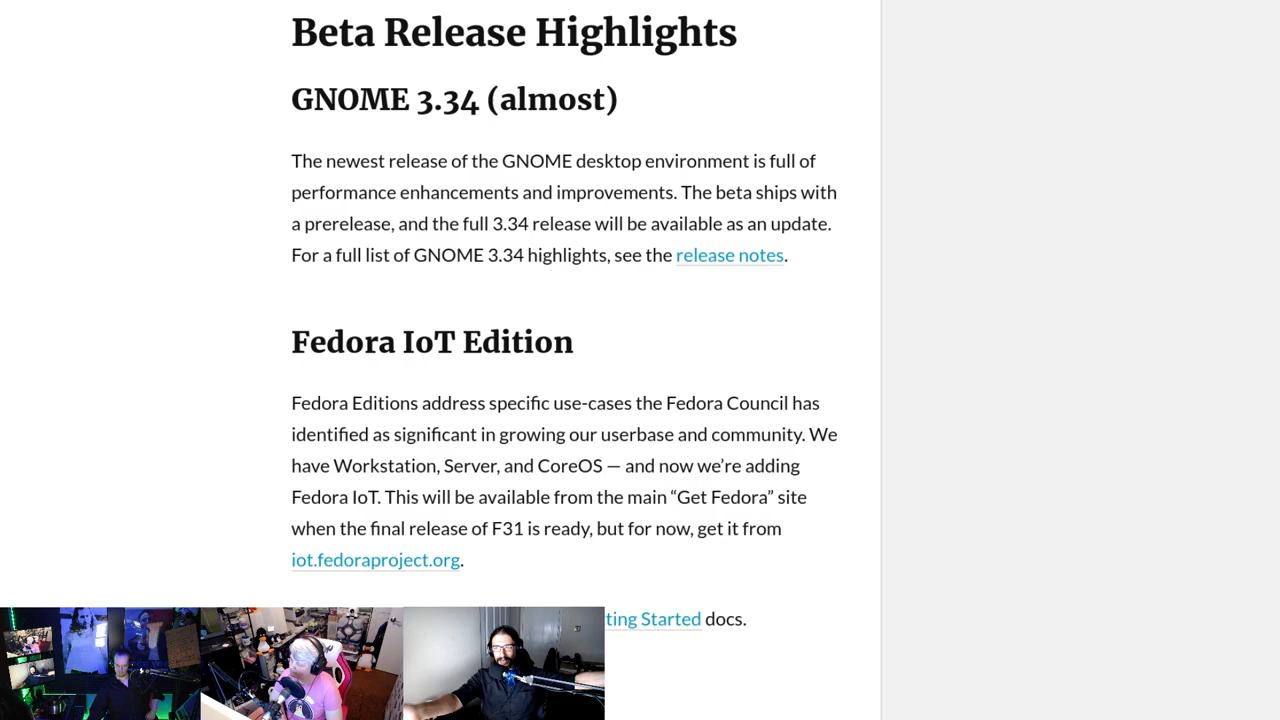 Beta Release Highlights
GNOME 3.34 (almost)
The newest release of the GNOME desktop environment is full of
performance enhancements and improvements. The beta ships with
a prerelease, and the full 3.34 release will be available as an update.
For a full list of GNOME 3.34 highlights, see the release notes.
Fedora IoT Edition
Fedora Editions address specific use-cases the Fedora Council has
identified as significant in growing our userbase and community. We
have Workstation, Server, and CoreOS — and now we’re adding
Fedora IoT. This will be available from the main “Get Fedora” site
when the final release of F31 is ready, but for now, get it from
iot.fedoraproject.org.
ting Started docs.